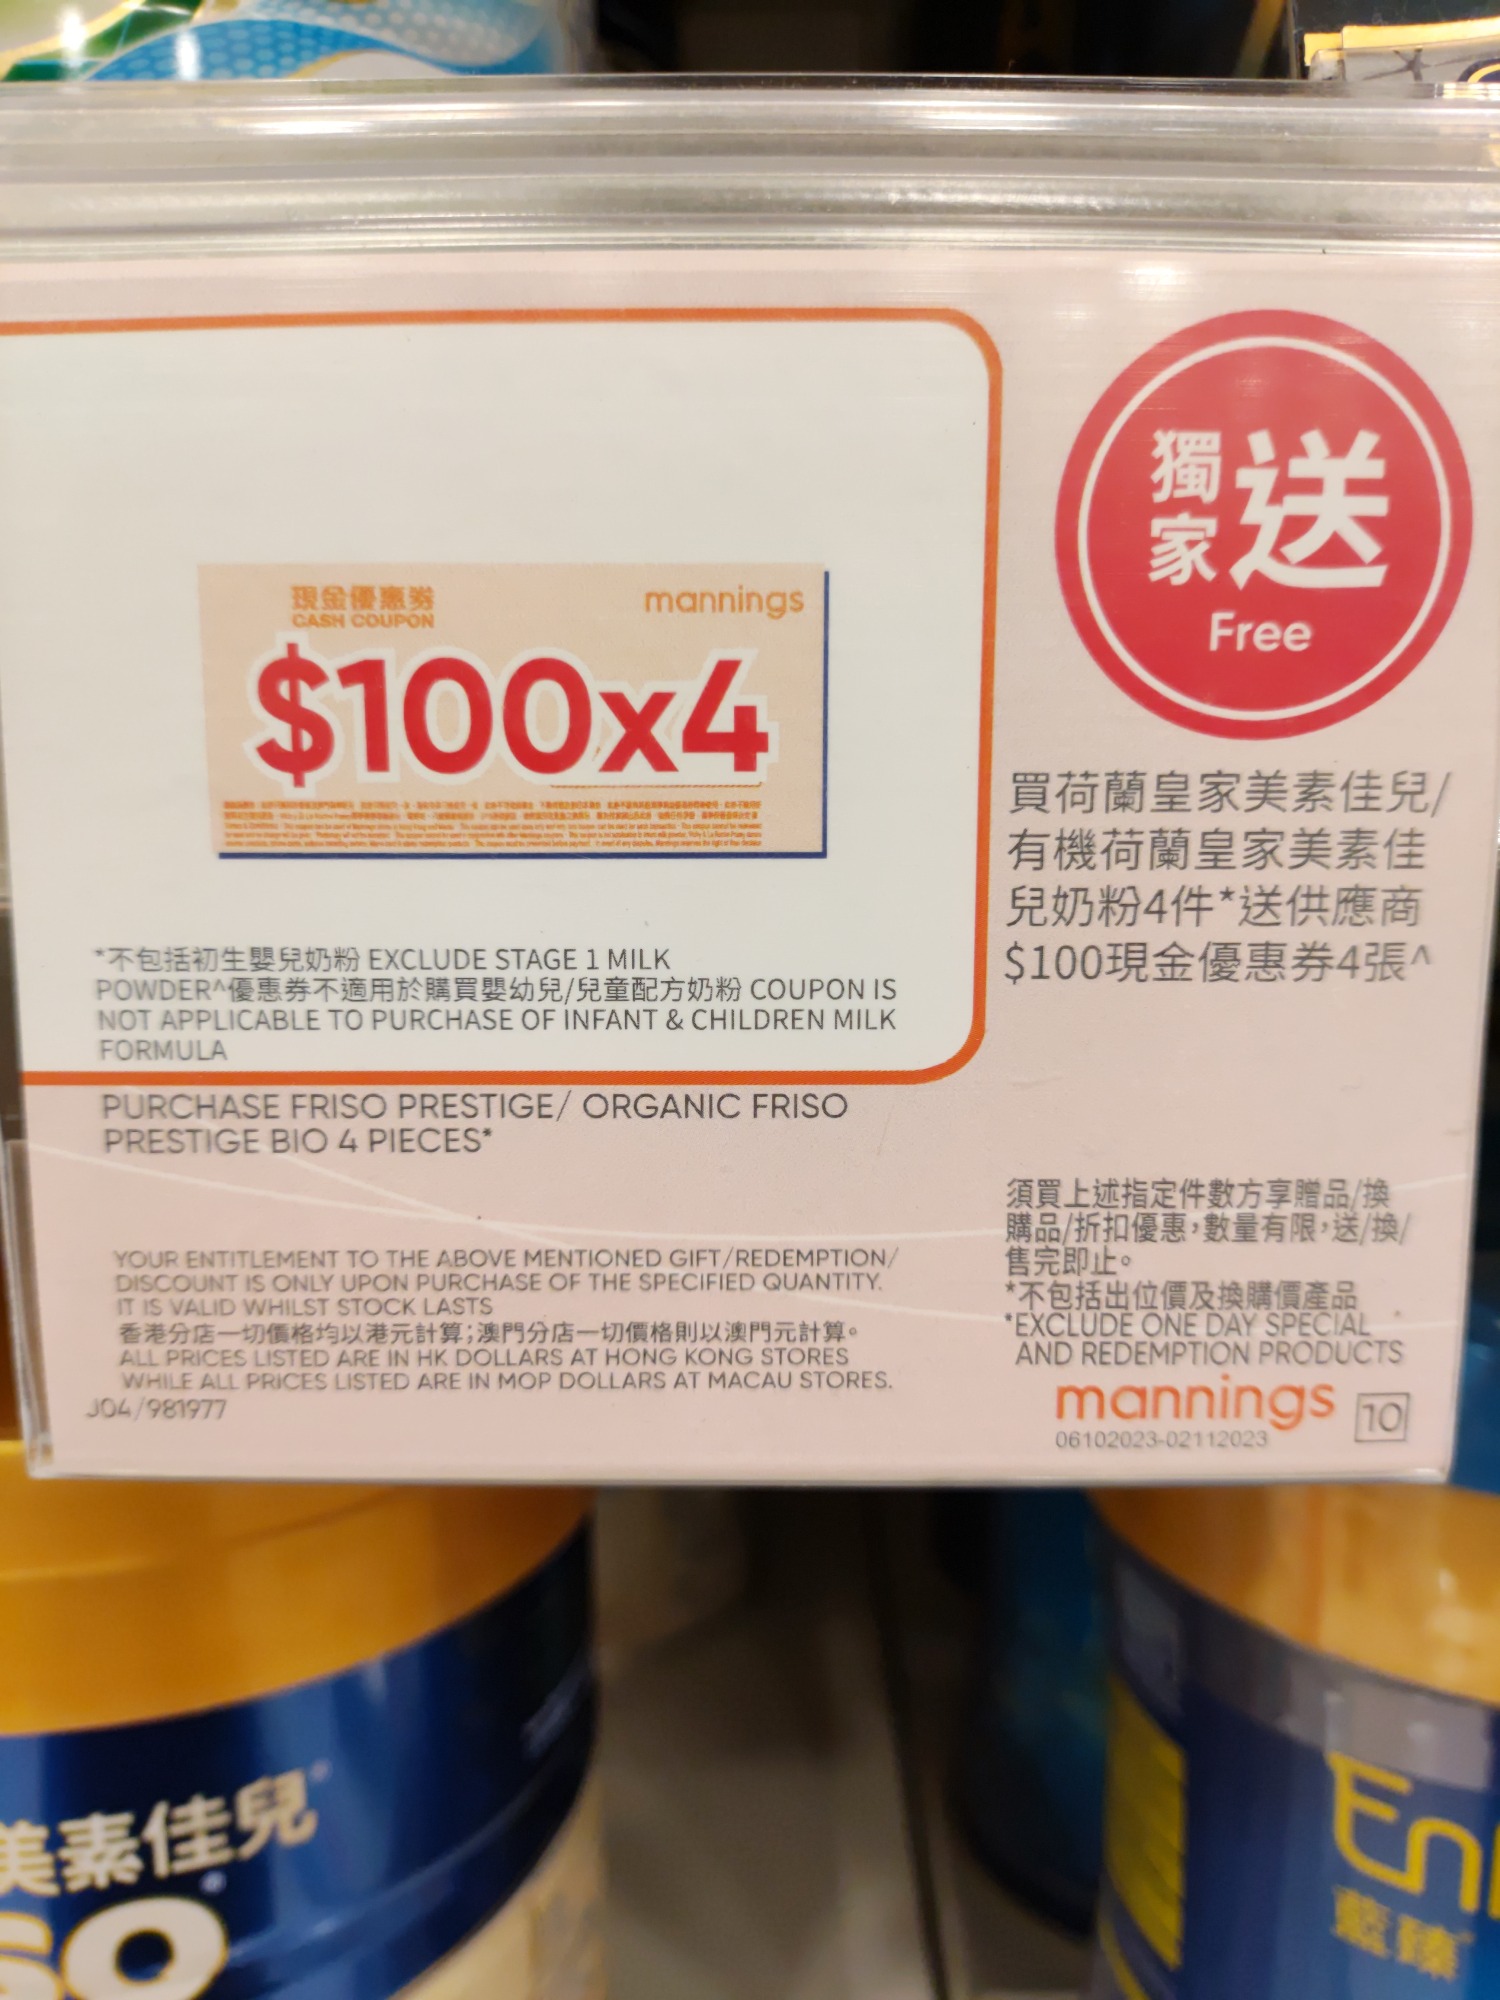 獨家送
Free
現金優惠券
CASH COUPON
mannings
$100x4
買荷蘭皇家美素佳兒/
有機荷蘭皇家美素佳
兒奶粉4件*送供應商
$100現金優惠券4張^
*不包括初生嬰兒奶粉 EXCLUDE STAGE 1 MILK
POWDER^優惠券不適用於購買嬰幼兒/兒童配方奶粉 COUPON IS
NOT APPLICABLE TO PURCHASE OF INFANT & CHILDREN MILK
FORMULA
PURCHASE FRISO PRESTIGE/ ORGANIC FRISO
PRESTIGE BIO 4 PIECES*
YOUR ENTITLEMENT TO THE ABOVE MENTIONED GIFT/REDEMPTION/
DISCOUNT IS ONLY UPON PURCHASE OF THE SPECIFIED QUANTITY.
IT IS VALID WHILST STOCK LASTS
香港分店一切價格均以港元計算;澳門分店一切價格則以澳門元計算。
ALL PRICES LISTED ARE IN HK DOLLARS AT HONG KONG STORES
WHILE ALL PRICES LISTED ARE IN MOP DOLLARS AT MACAU STORES.
J04/981977
須買上述指定件數方享贈品/換
購品/折扣優惠,數量有限,送/換/
售完即止。
*不包括出位價及換購價產品
*EXCLUDE ONE DAY SPECIAL
AND REDEMPTION PRODUCTS
mannings 10
06102023-02112023
美素佳兒
so
En
藍臻